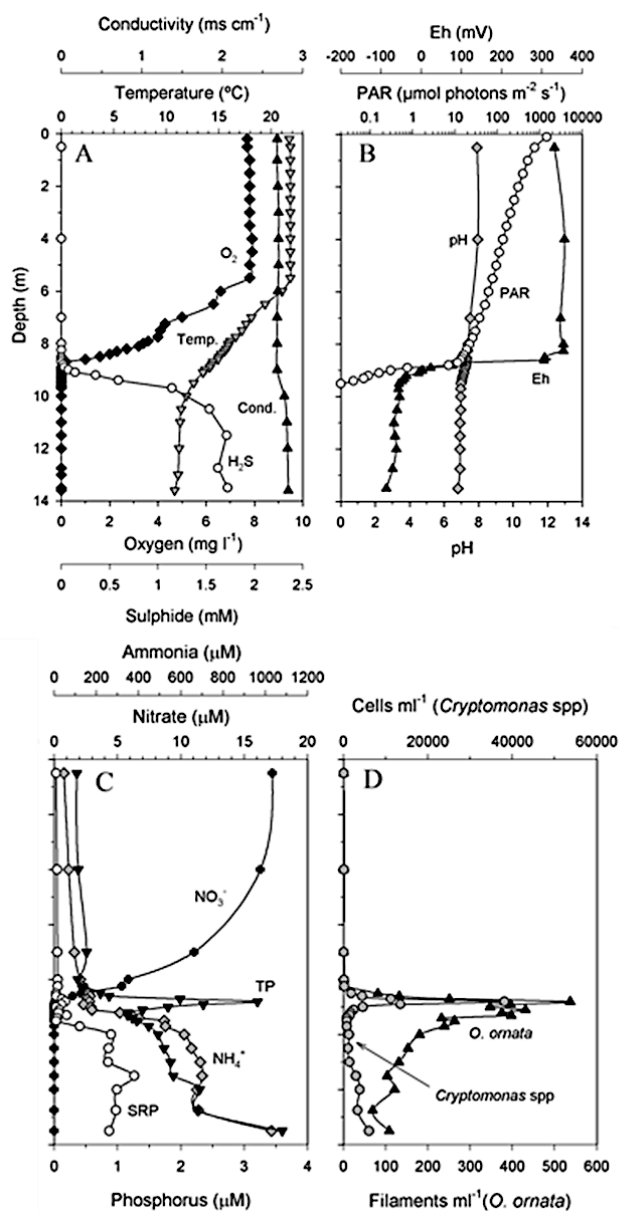 Conductivity (ms cm⁻¹)
0 1 2 3
Temperature (ºC)
0 5 10 15 20
Eh (mV)
-200 -100 0 100 200 300 400
PAR (μmol photons m⁻² s⁻¹)
0.1 1 10 100 1000 10000
A
B
0
2
4
6
8
10
12
14
Depth (m)
O₂
Temp.
Cond.
H₂S
pH
PAR
Eh
0 2 4 6 8 10
Oxygen (mg l⁻¹)
0 0.5 1 1.5 2 2.5
Sulphide (mM)
0 2 4 6 8 10 12 14
pH
Ammonia (μM)
0 200 400 600 800 1000 1200
Nitrate (μM)
0 5 10 15 20
Cells ml⁻¹ (Cryptomonas spp)
0 20000 40000 60000
C
D
NO₃⁻
TP
NH₄⁺
SRP
O. ornata
Cryptomonas spp
0 1 2 3 4
Phosphorus (μM)
0 100 200 300 400 500 600
Filaments ml⁻¹(O. ornata)